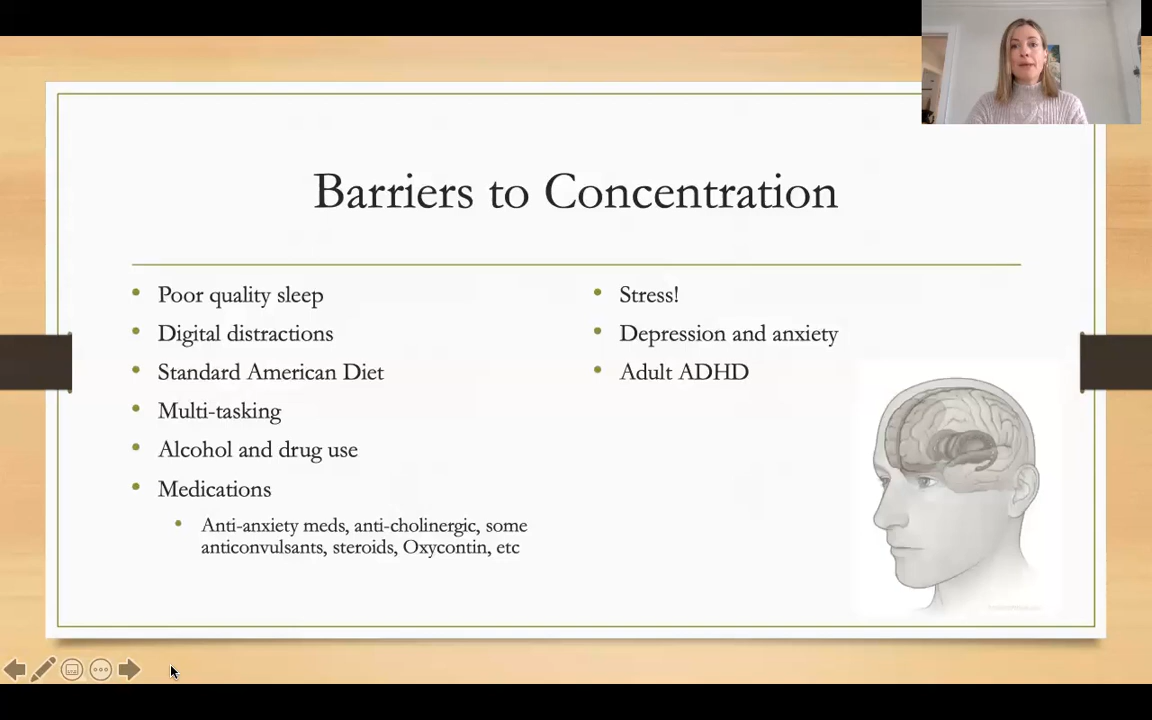 Barriers to Concentration
Poor quality sleep
Digital distractions
Standard American Diet
Multi-tasking
Alcohol and drug use
Medications
Anti-anxiety meds, anti-cholinergic, some
anticonvulsants, steroids, Oxycontin, etc
Stress!
Depression and anxiety
Adult ADHD